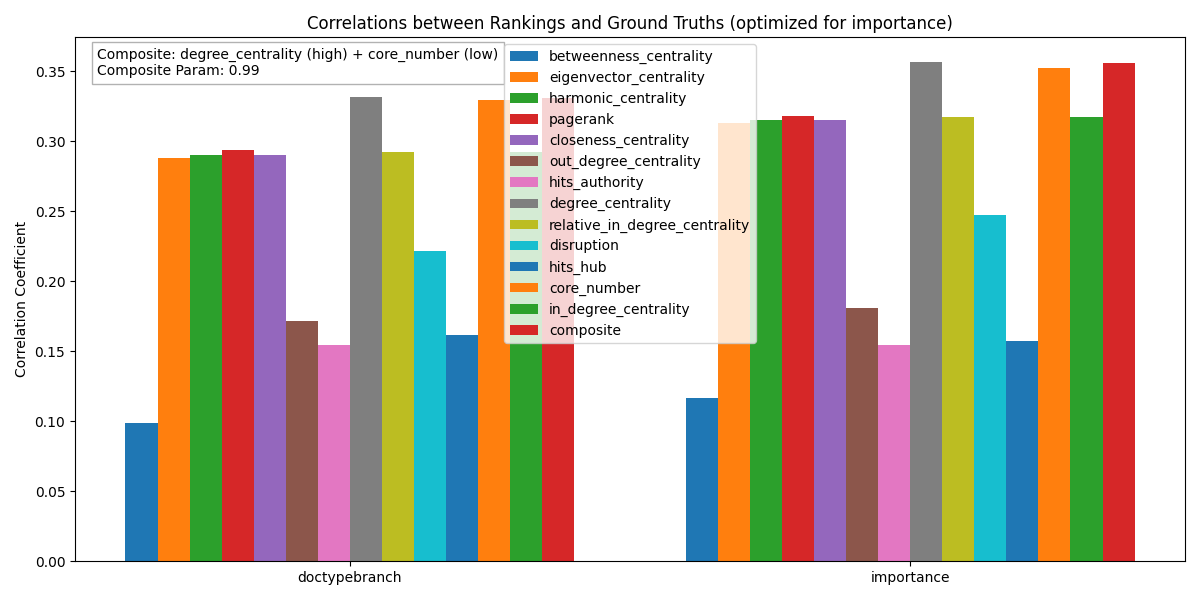 Correlations between Rankings and Ground Truths (optimized for importance)
Composite: degree_centrality (high) + core_number (low)
Composite Param: 0.99
betweenness_centrality
eigenvector_centrality
harmonic_centrality
pagerank
closeness_centrality
out_degree_centrality
hits_authority
degree_centrality
relative_in_degree_centrality
disruption
hits_hub
core_number
in_degree_centrality
composite
Correlation Coefficient
0.35
0.30
0.25
0.20
0.15
0.10
0.05
0.00
doctypebranch
importance